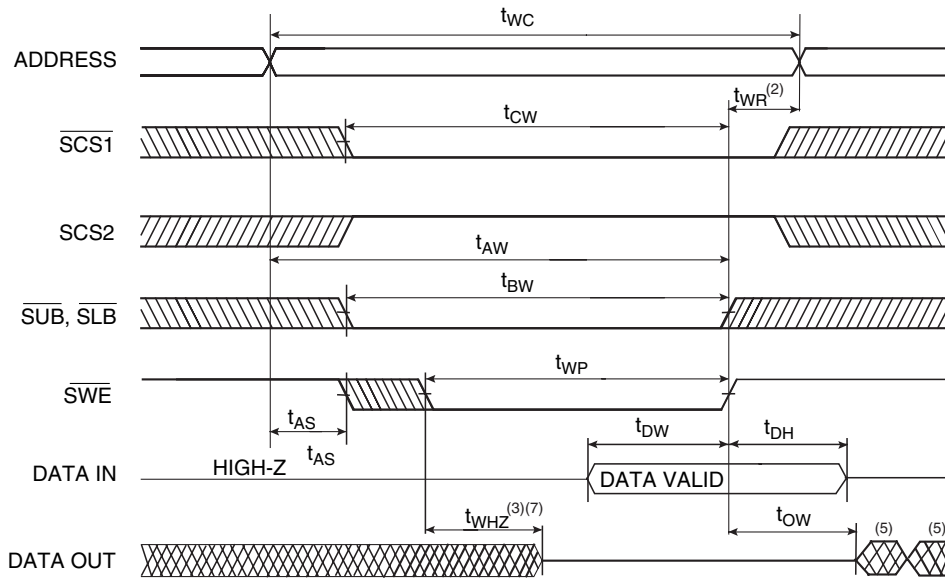 tWC
ADDRESS
tWR(2)
tCW
SCS1
SCS2
tAW
tBW
SUB, SLB
tWP
SWE
tAS
tDW
tDH
tAS
HIGH-Z
DATA IN
DATA VALID
tWHZ(3)(7)
tOW
(5)
(5)
DATA OUT